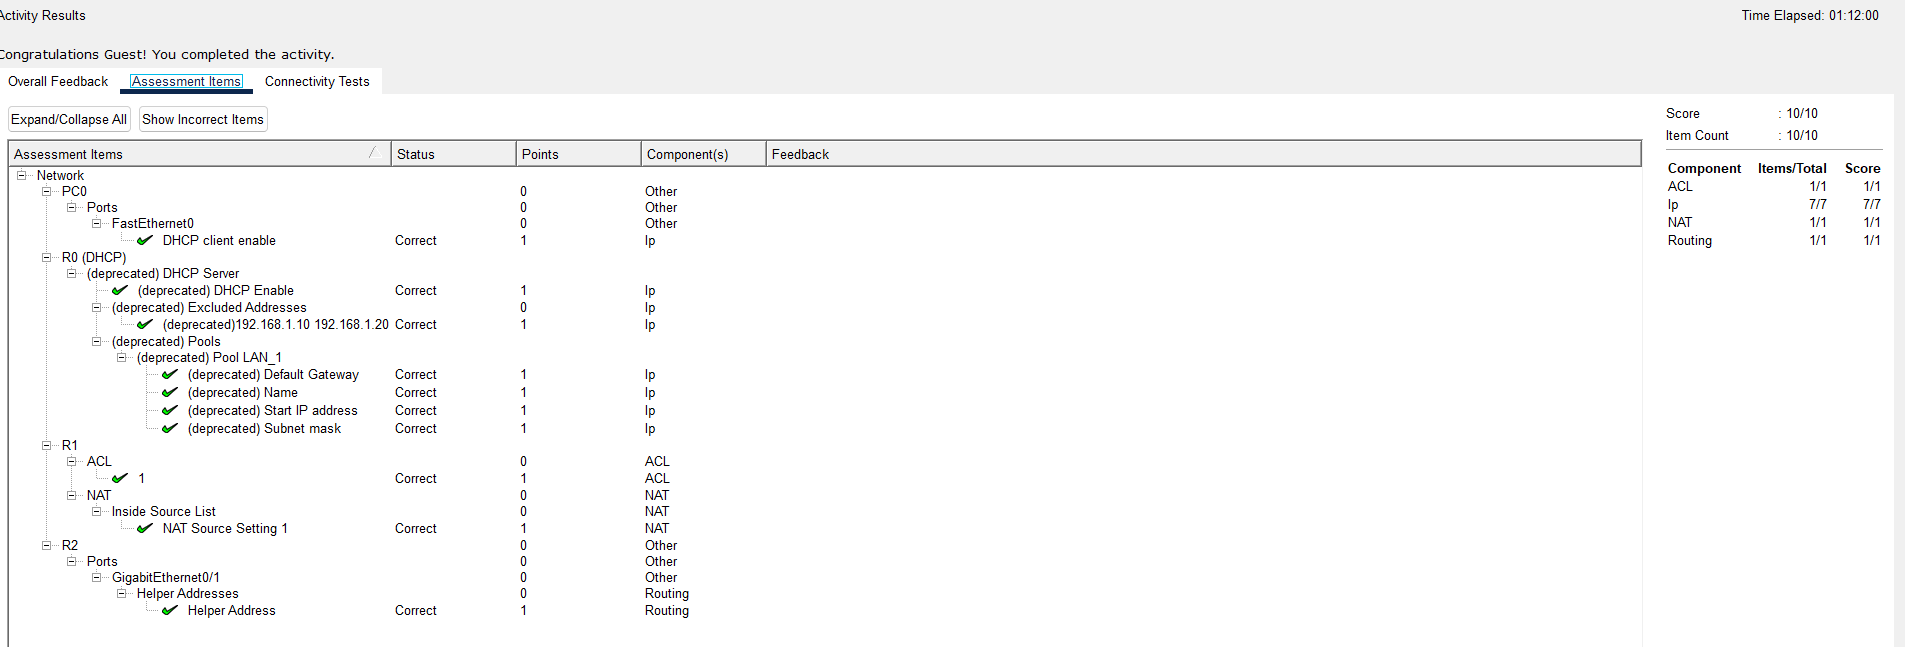 Activity Results
Time Elapsed: 01:12:00
Congratulations Guest! You completed the activity.
Overall Feedback Assessment Items Connectivity Tests
Expand/Collapse All Show Incorrect Items
Assessment Items Status Points Component(s) Feedback
Network
PC0 0 Other
Ports 0 Other
FastEthernet0 0 Other
DHCP client enable Correct 1 Ip
R0 (DHCP)
(deprecated) DHCP Server
(deprecated) DHCP Enable Correct 1 Ip
(deprecated) Excluded Addresses 0 Ip
(deprecated)192.168.1.10 192.168.1.20 Correct 1 Ip
(deprecated) Pools
(deprecated) Pool LAN_1
(deprecated) Default Gateway Correct 1 Ip
(deprecated) Name Correct 1 Ip
(deprecated) Start IP address Correct 1 Ip
(deprecated) Subnet mask Correct 1 Ip
R1
ACL 0 ACL
1 Correct 1 ACL
NAT 0 NAT
Inside Source List 0 NAT
NAT Source Setting 1 Correct 1 NAT
R2 0 Other
Ports 0 Other
GigabitEthernet0/1 0 Other
Helper Addresses 0 Routing
Helper Address Correct 1 Routing
Score : 10/10
Item Count : 10/10
Component Items/Total Score
ACL 1/1 1/1
Ip 7/7 7/7
NAT 1/1 1/1
Routing 1/1 1/1